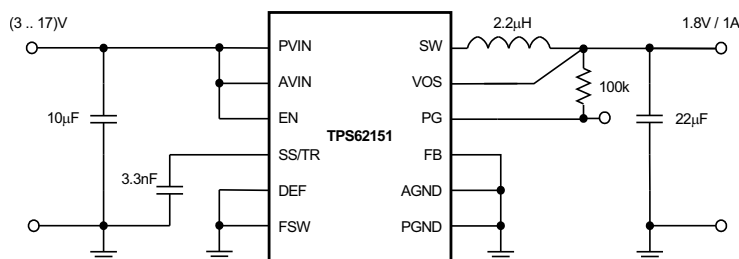 (3 .. 17)V
PVIN
SW
2.2µH
1.8V / 1A
AVIN
VOS
100k
10µF
EN
PG
22µF
TPS62151
SS/TR
FB
3.3nF
DEF
AGND
FSW
PGND